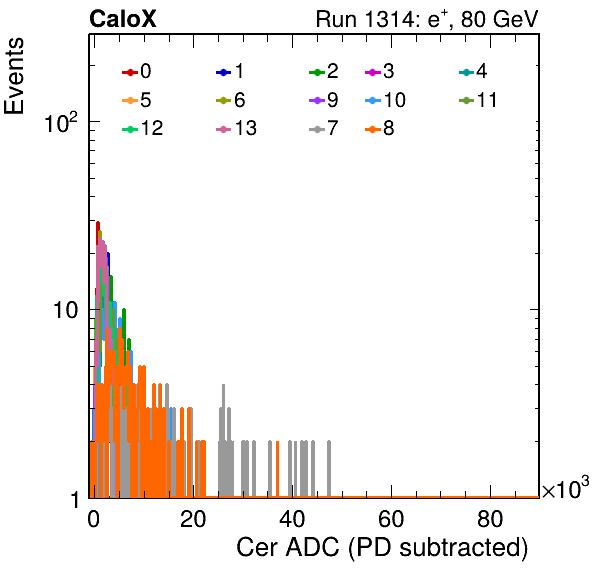 CaloX Run 1314: e⁺, 80 GeV
Events
0 1 2 3 4
5 6 9 10 11
12 13 7 8
10²
10
1
0 20 40 60 80
×10³
Cer ADC (PD subtracted)